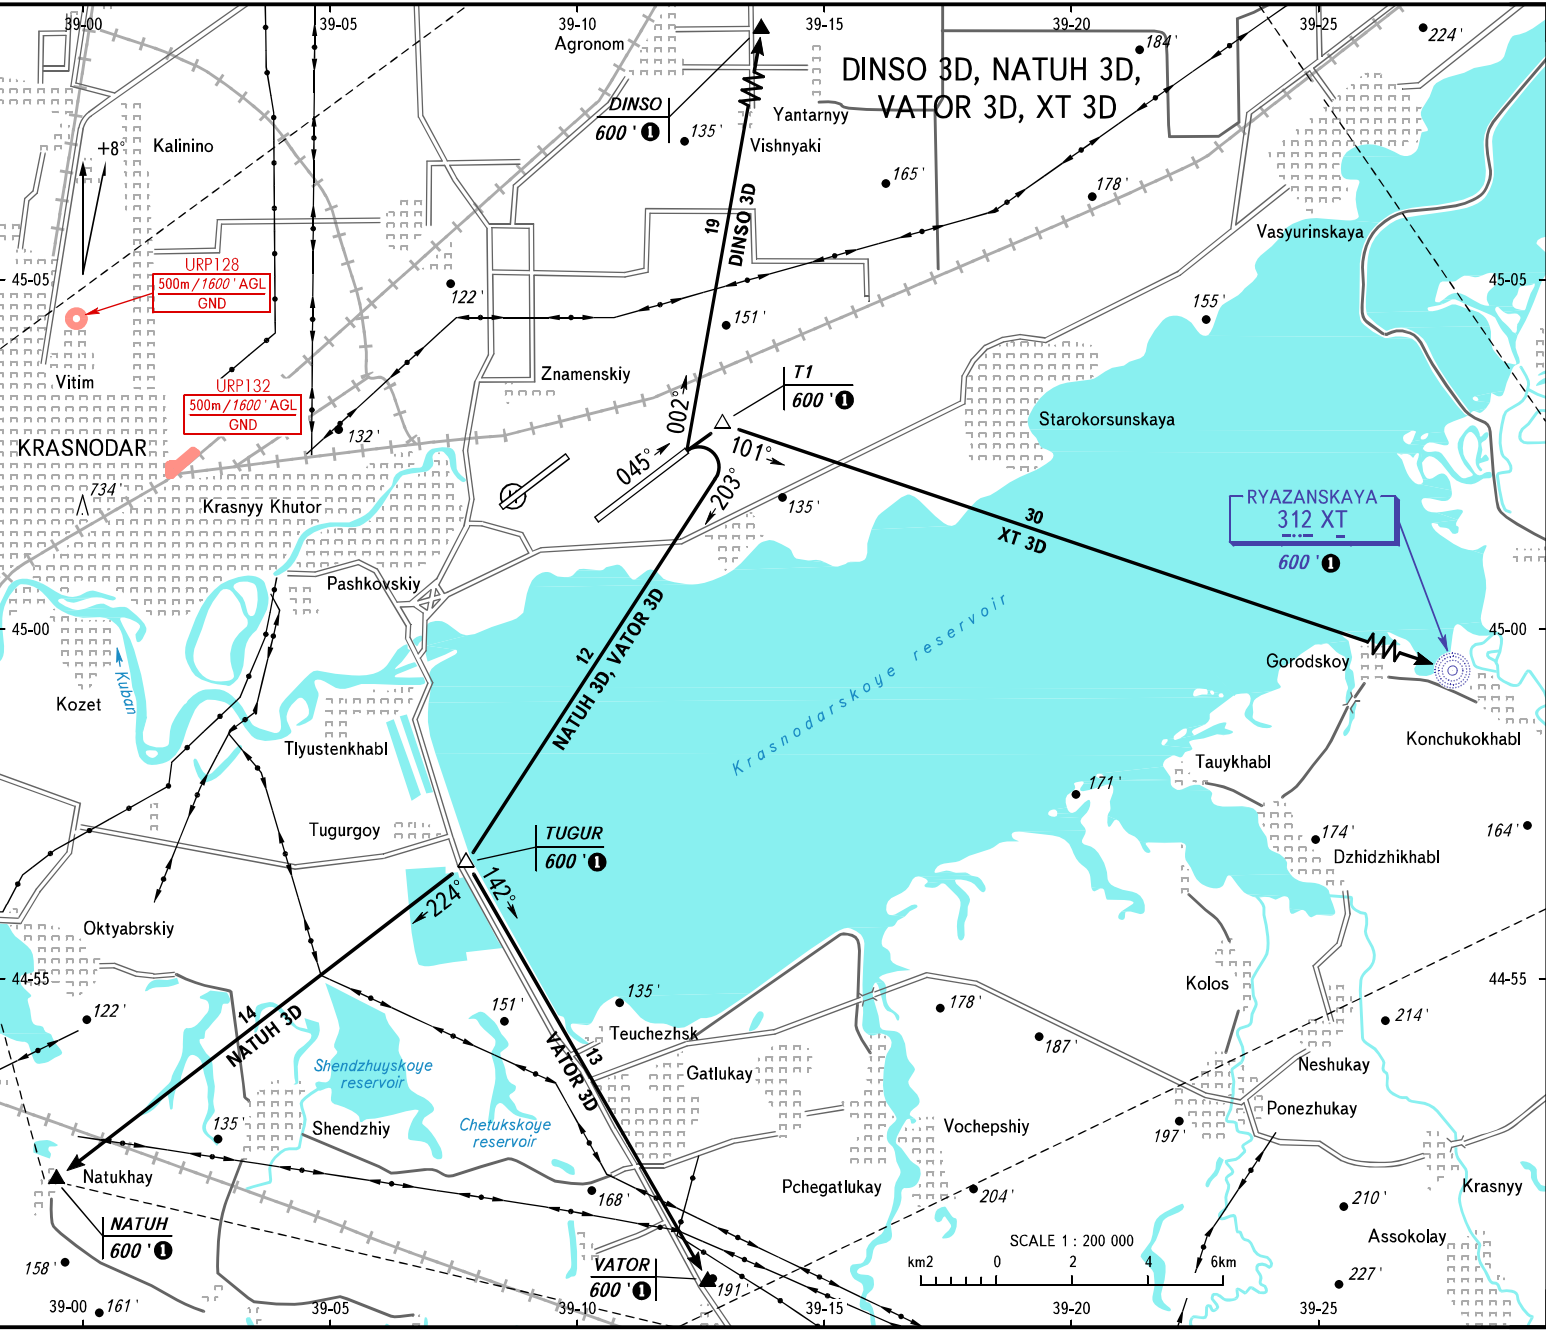 39-00
39-05
39-10
39-15
39-20
39-25
224'
184'
Agronom
DINSO 3D, NATUH 3D,
VATOR 3D, XT 3D
DINSO
600' ❶
135'
Yantarnyy
Vishnyaki
Kalinino
+8°
165'
178'
19
DINSO 3D
Vasyurinskaya
45-05
45-05
URP128
500m/1600' AGL
GND
122'
151'
155'
Vitim
URP132
500m/1600' AGL
GND
Znamenskiy
T1
600' ❶
002°
Starokorsunskaya
KRASNODAR
132'
045°
101°
203°
734'
Krasnyy Khutor
135'
30
XT 3D
RYAZANSKAYA
312 XT
600' ❶
Pashkovskiy
45-00
45-00
12
NATUH 3D, VATOR 3D
Krasnodarskoye reservoir
Gorodskoy
Kuban
Kozet
Tlyustenkhabl
Konchukokhabl
Tauykhabl
171'
Tugurgoy
TUGUR
600' ❶
174'
164'
Dzhidzhikhabl
224°
142°
Oktyabrskiy
44-55
44-55
Kolos
122'
14
NATUH 3D
151'
135'
Teuchezhsk
178'
214'
187'
13
VATOR 3D
Shendzhuyskoye
reservoir
Gatlukay
Neshukay
Ponezhukay
135'
Shendzhiy
Chetukskoye
reservoir
Vochepshiy
197'
Natukhay
168'
Pchegatlukay
204'
210'
Krasnyy
NATUH
600' ❶
158'
VATOR
600' ❶
191'
SCALE 1 : 200 000
km2 0 2 4 6km
Assokolay
227'
161'
39-00
39-05
39-10
39-15
39-20
39-25